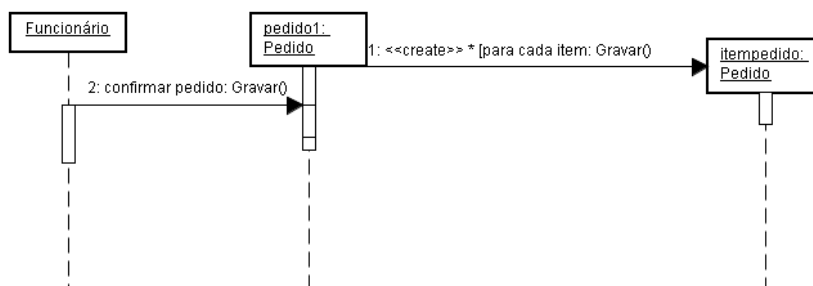 Funcionário
pedido1:
Pedido
1: <<create>> * [para cada item: Gravar()
itempedido:
Pedido
2: confirmar pedido: Gravar()